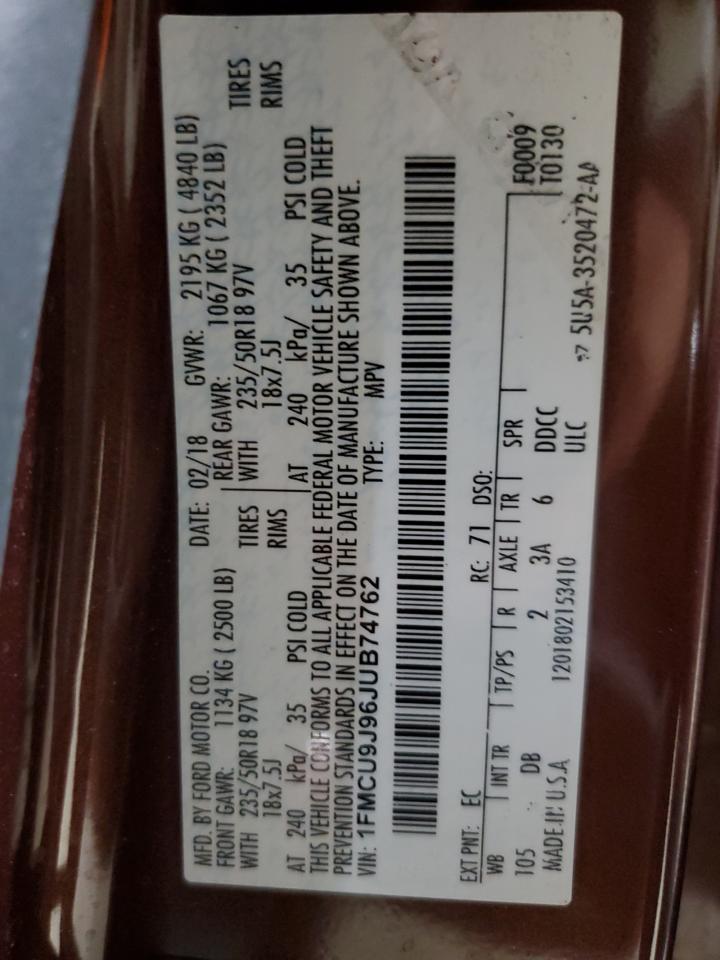 MFD. BY FORD MOTOR CO. DATE: 02/18 GVWR: 2195 KG ( 4840 LB)
FRONT GAWR: 1134 KG ( 2500 LB) REAR GAWR: 1067 KG ( 2352 LB)
WITH 235/50R18 97V TIRES WITH 235/50R18 97V TIRES
18x7.5J RIMS 18x7.5J RIMS
AT 240 kPa/ 35 PSI COLD AT 240 kPa/ 35 PSI COLD
THIS VEHICLE CONFORMS TO ALL APPLICABLE FEDERAL MOTOR VEHICLE SAFETY AND THEFT
PREVENTION STANDARDS IN EFFECT ON THE DATE OF MANUFACTURE SHOWN ABOVE.
VIN: 1FMCU9J96JUB74762 TYPE: MPV
EXT PNT: EC RC: 71 DSO:
WB INT TR TP/PS R AXLE TR SPR F0009
105 DB 2 3A 6 DDCC T0130
MADE IN U.S.A 1201802153410 ULC 5U5A-3520472-AA